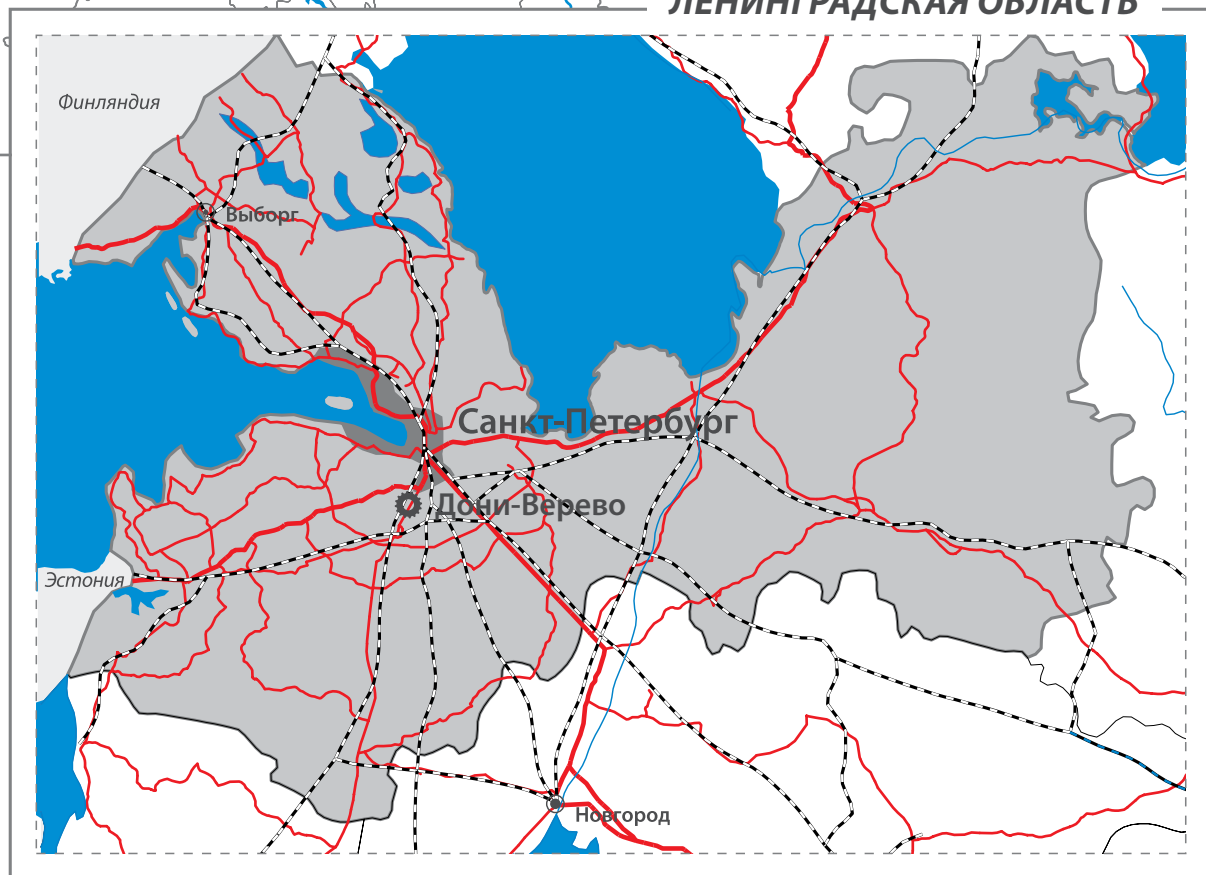 ЛЕНИНГРАДСКАЯ ОБЛАСТЬ
Финляндия
Выборг
Санкт-Петербург
Дони-Верево
Эстония
Новгород